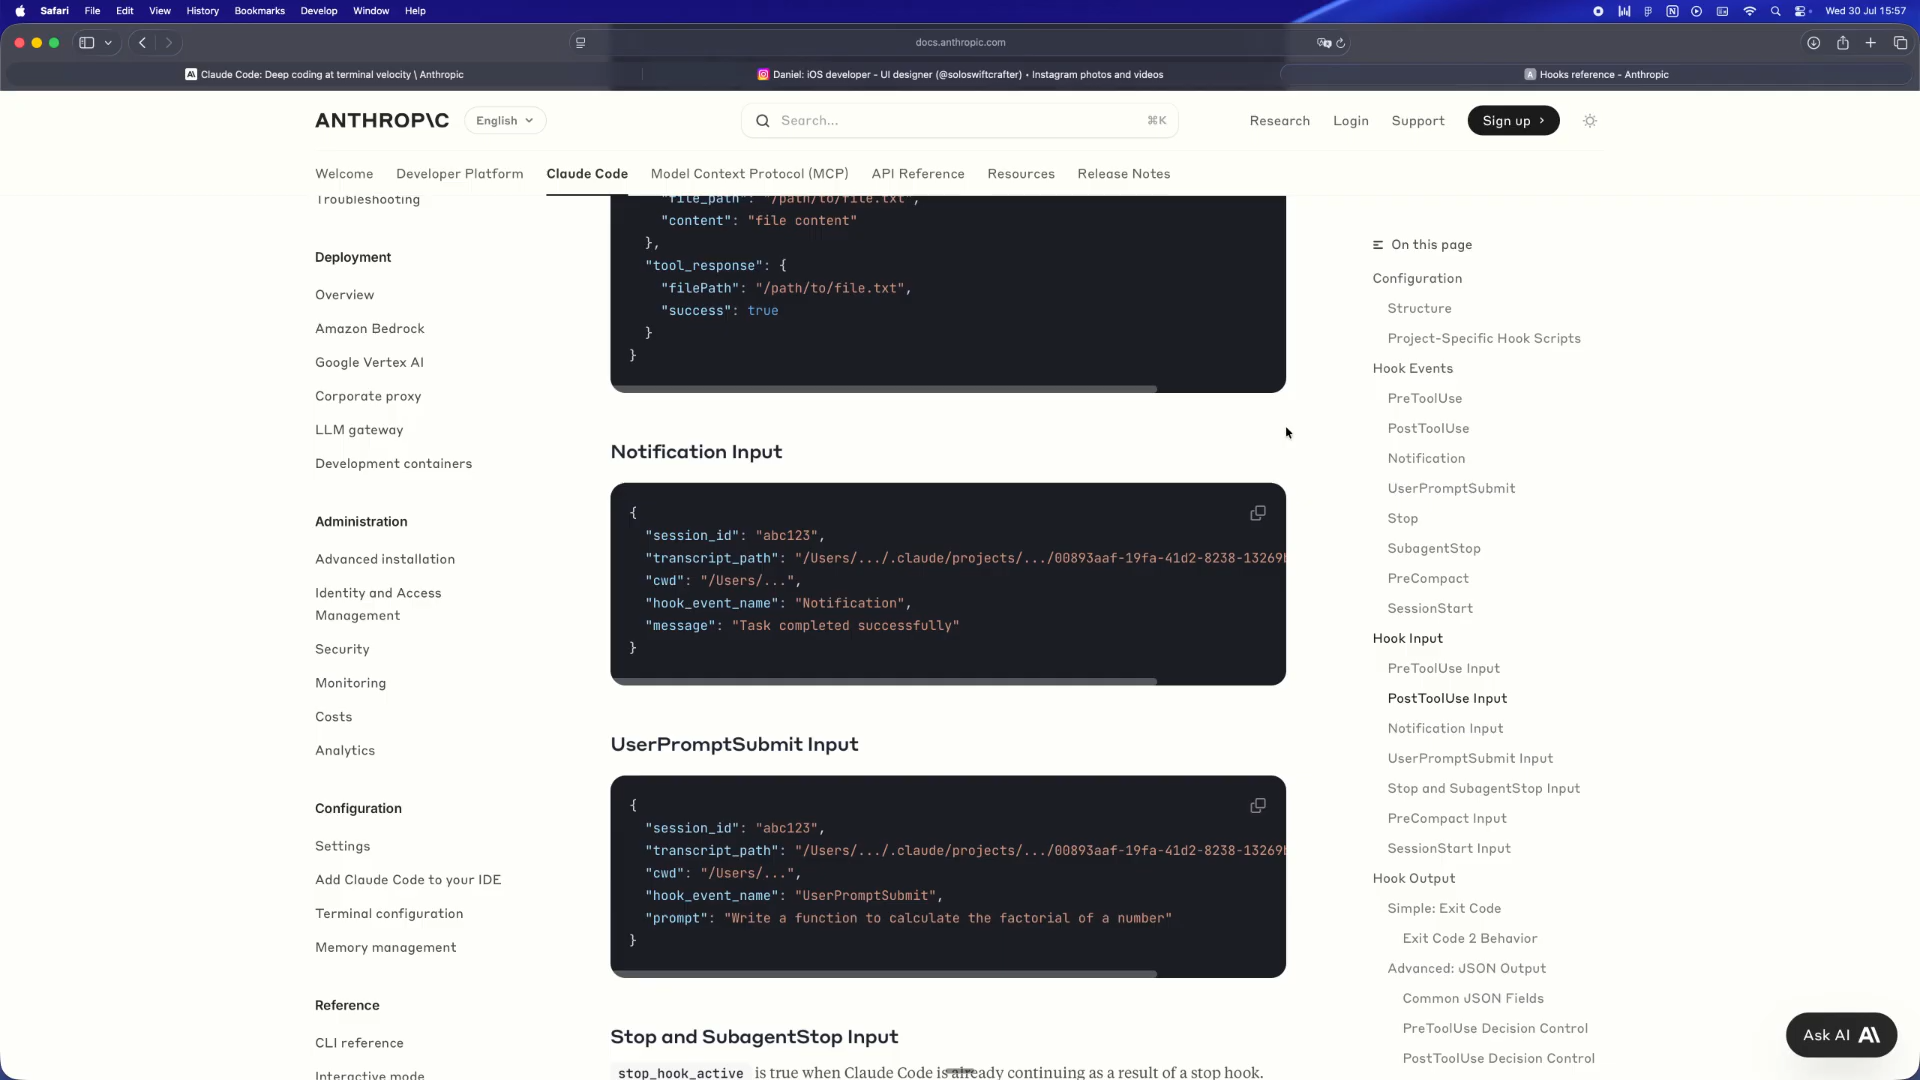 Safari File Edit View History Bookmarks Develop Window Help
Wed 30 Jul 15:57
docs.anthropic.com
Claude Code: Deep coding at terminal velocity \ Anthropic
Daniel: iOS developer - UI designer (@soloswiftcrafter) • Instagram photos and videos
Hooks reference - Anthropic
ANTHROP\C
English
Search...
⌘K
Research
Login
Support
Sign up ›
Welcome
Developer Platform
Claude Code
Model Context Protocol (MCP)
API Reference
Resources
Release Notes
Troubleshooting
Deployment
Overview
Amazon Bedrock
Google Vertex AI
Corporate proxy
LLM gateway
Development containers
Administration
Advanced installation
Identity and Access
Management
Security
Monitoring
Costs
Analytics
Configuration
Settings
Add Claude Code to your IDE
Terminal configuration
Memory management
Reference
CLI reference
Interactive mode
"file_path": "/path/to/file.txt",
"content": "file content"
},
"tool_response": {
"filePath": "/path/to/file.txt",
"success": true
}
}
Notification Input
{
"session_id": "abc123",
"transcript_path": "/Users/.../.claude/projects/.../00893aaf-19fa-41d2-8238-13269
"cwd": "/Users/...",
"hook_event_name": "Notification",
"message": "Task completed successfully"
}
UserPromptSubmit Input
{
"session_id": "abc123",
"transcript_path": "/Users/.../.claude/projects/.../00893aaf-19fa-41d2-8238-13269
"cwd": "/Users/...",
"hook_event_name": "UserPromptSubmit",
"prompt": "Write a function to calculate the factorial of a number"
}
Stop and SubagentStop Input
stop_hook_active is true when Claude Code is already continuing as a result of a stop hook.
On this page
Configuration
Structure
Project-Specific Hook Scripts
Hook Events
PreToolUse
PostToolUse
Notification
UserPromptSubmit
Stop
SubagentStop
PreCompact
SessionStart
Hook Input
PreToolUse Input
PostToolUse Input
Notification Input
UserPromptSubmit Input
Stop and SubagentStop Input
PreCompact Input
SessionStart Input
Hook Output
Simple: Exit Code
Exit Code 2 Behavior
Advanced: JSON Output
Common JSON Fields
PreToolUse Decision Control
PostToolUse Decision Control
Ask AI